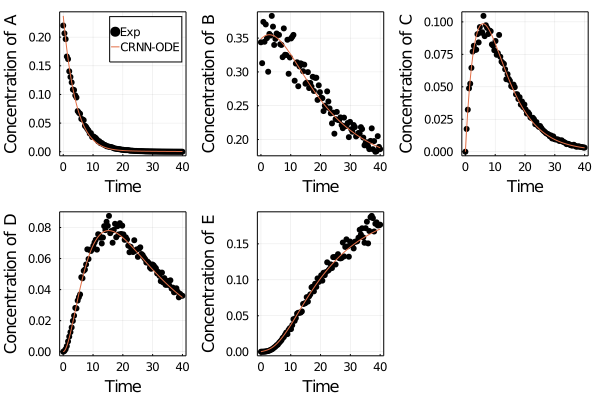 Concentration of A
0.20
0.15
0.10
0.05
0.00
0 10 20 30 40
Time
Exp
CRNN-ODE
Concentration of B
0.35
0.30
0.25
0.20
0 10 20 30 40
Time
Concentration of C
0.100
0.075
0.050
0.025
0.000
0 10 20 30 40
Time
Concentration of D
0.08
0.06
0.04
0.02
0.00
0 10 20 30 40
Time
Concentration of E
0.15
0.10
0.05
0.00
0 10 20 30 40
Time